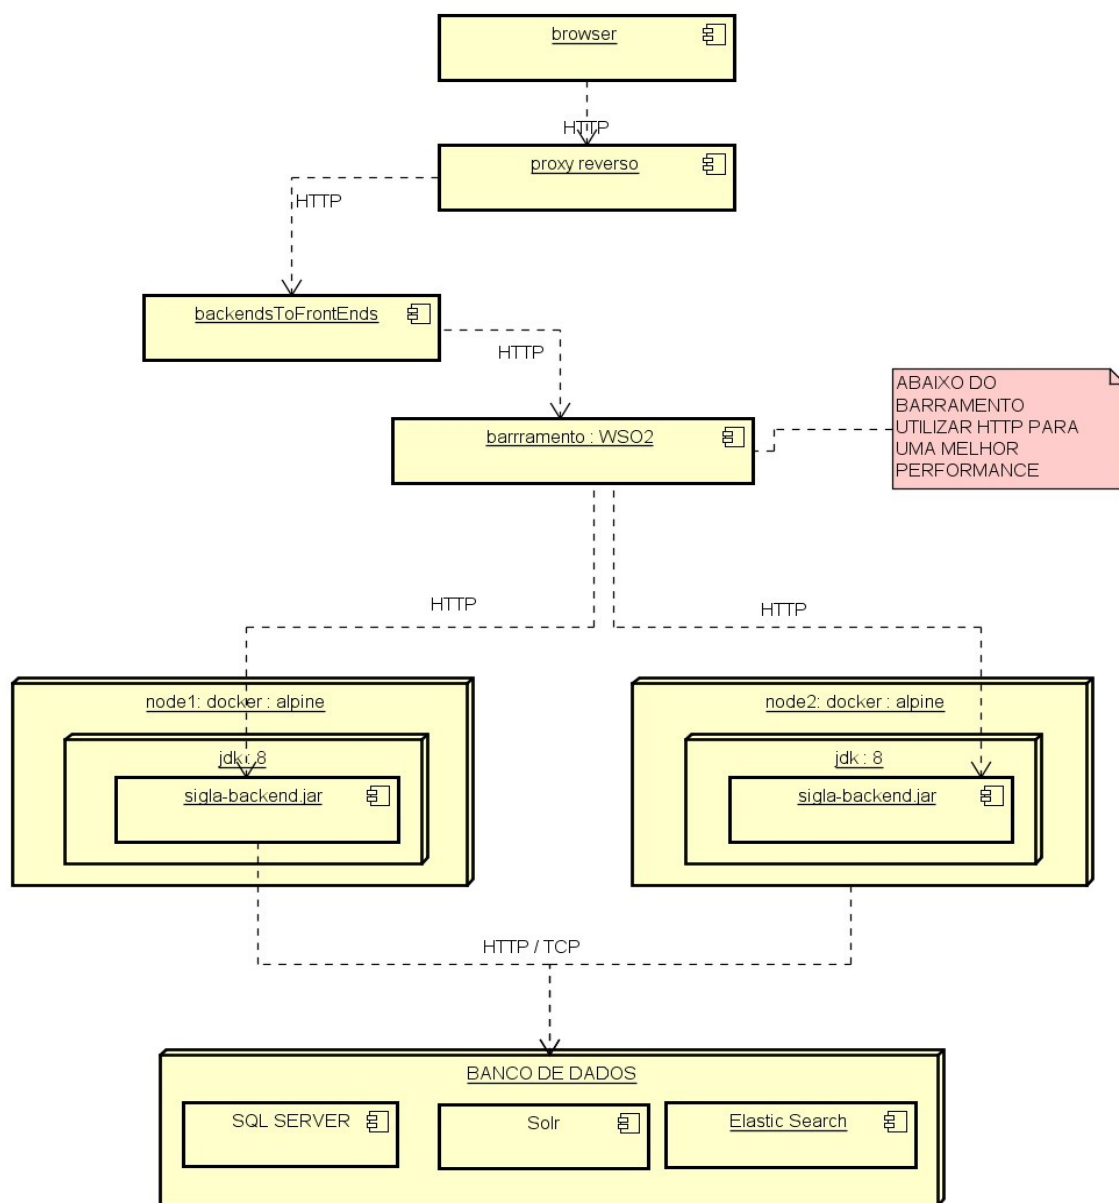 browser
HTTP
proxy reverso
HTTP
backendsToFrontEnds
HTTP
ABAIXO DO
BARRAMENTO
UTILIZAR HTTP PARA
UMA MELHOR
PERFORMANCE
barrramento : WSO2
HTTP
HTTP
node1: docker : alpine
node2: docker : alpine
jdk : 8
jdk : 8
sigla-backend.jar
sigla-backend.jar
HTTP / TCP
BANCO DE DADOS
SQL SERVER
Solr
Elastic Search